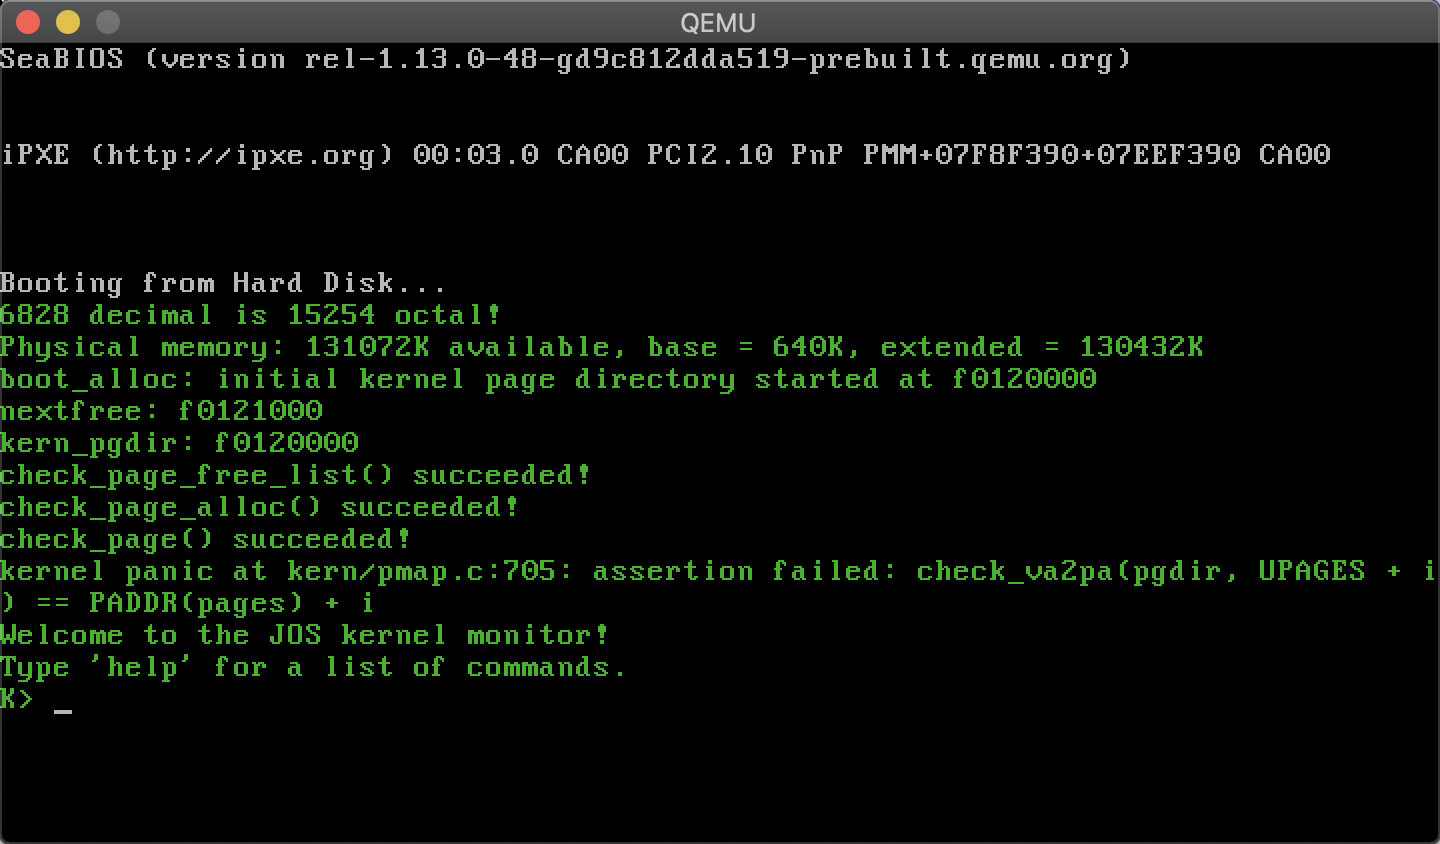 QEMU
SeaBIOS (version rel-1.13.0-48-gd9c812dda519-prebuilt.qemu.org)
iPXE (http://ipxe.org) 00:03.0 CA00 PCI2.10 PnP PMM+07F8F390+07EEF390 CA00
Booting from Hard Disk...
6828 decimal is 15254 octal!
Physical memory: 131072K available, base = 640K, extended = 130432K
boot_alloc: initial kernel page directory started at f0120000
nextfree: f0121000
kern_pgdir: f0120000
check_page_free_list() succeeded!
check_page_alloc() succeeded!
check_page() succeeded!
kernel panic at kern/pmap.c:705: assertion failed: check_va2pa(pgdir, UPAGES + i
) == PADDR(pages) + i
Welcome to the JOS kernel monitor!
Type 'help' for a list of commands.
K> _